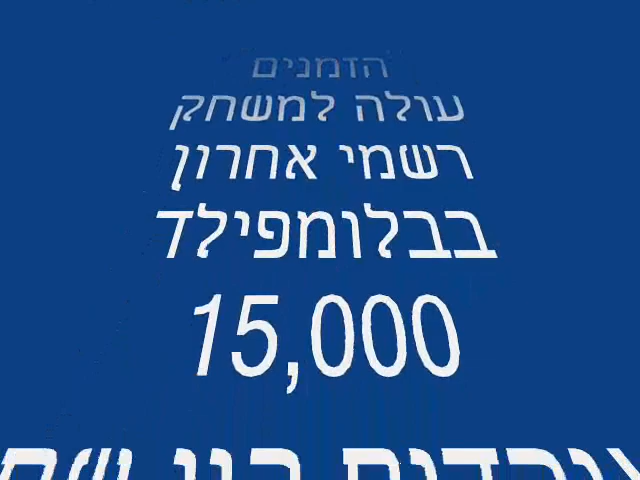 הזמנים
עולה למשחק
רשמי אחרון
בבלומפילד
15,000